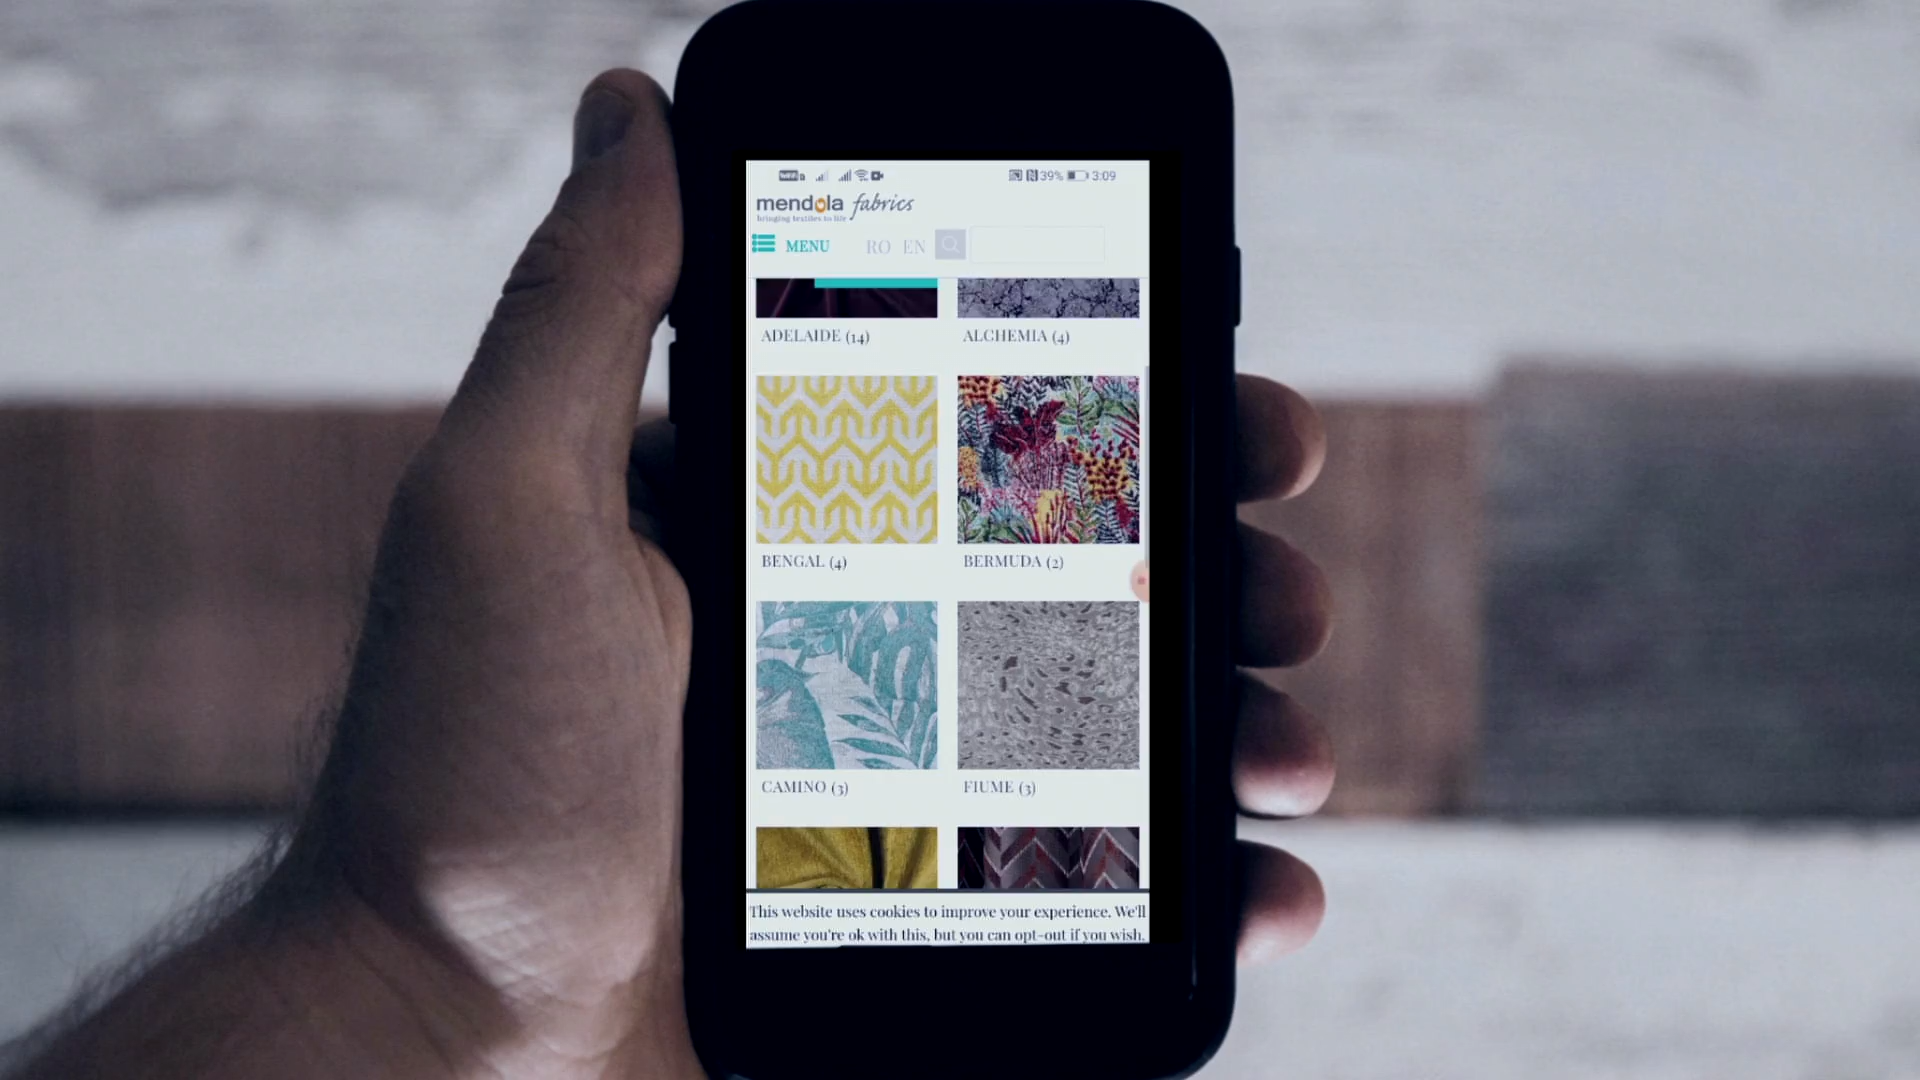 39% 3:09
mendola fabrics
bringing textiles to life
MENU RO EN
ADELAIDE (14) ALCHEMIA (4)
BENGAL (4) BERMUDA (2)
CAMINO (3) FIUME (3)
This website uses cookies to improve your experience. We'll
assume you're ok with this, but you can opt-out if you wish.